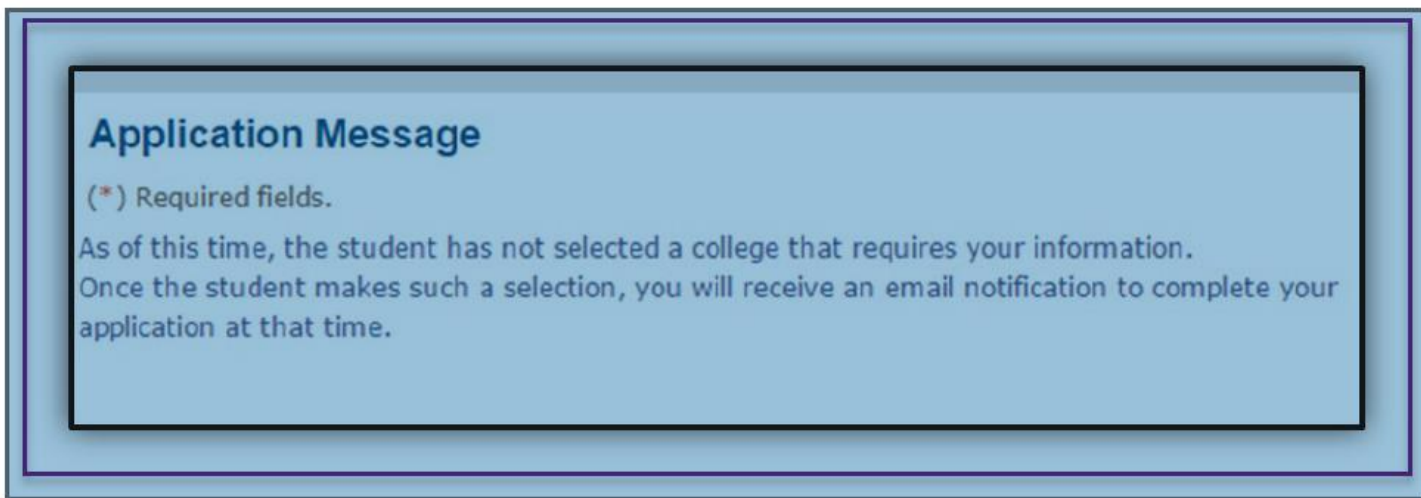 Application Message
(*) Required fields.
As of this time, the student has not selected a college that requires your information.
Once the student makes such a selection, you will receive an email notification to complete your
application at that time.